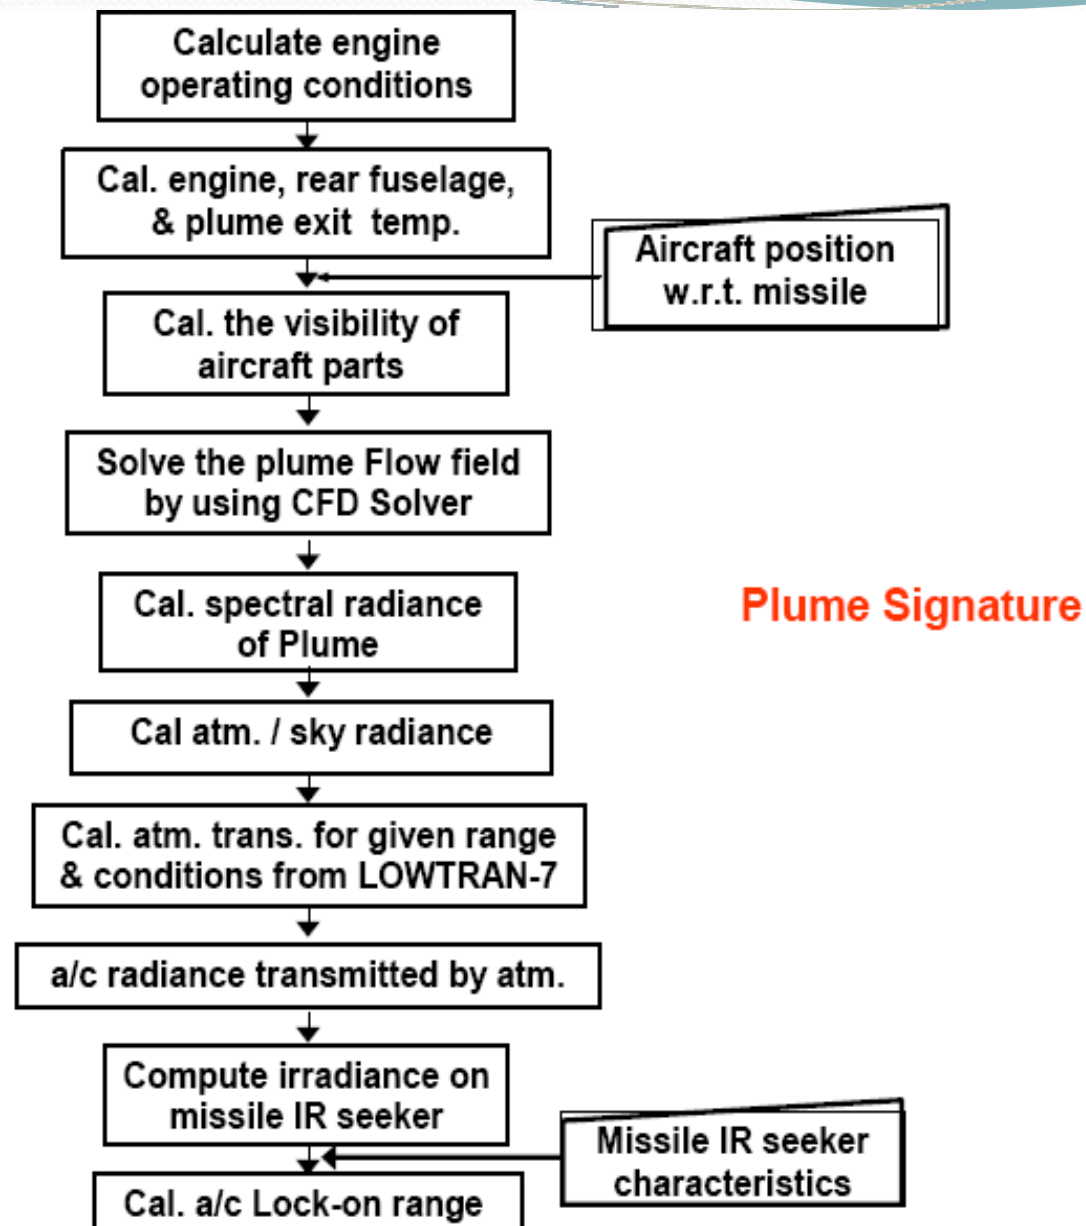 Calculate engine
operating conditions
Cal. engine, rear fuselage,
& plume exit temp.
Aircraft position
w.r.t. missile
Cal. the visibility of
aircraft parts
Solve the plume Flow field
by using CFD Solver
Cal. spectral radiance
of Plume
Plume Signature
Cal atm. / sky radiance
Cal. atm. trans. for given range
& conditions from LOWTRAN-7
a/c radiance transmitted by atm.
Compute irradiance on
missile IR seeker
Missile IR seeker
characteristics
Cal. a/c Lock-on range